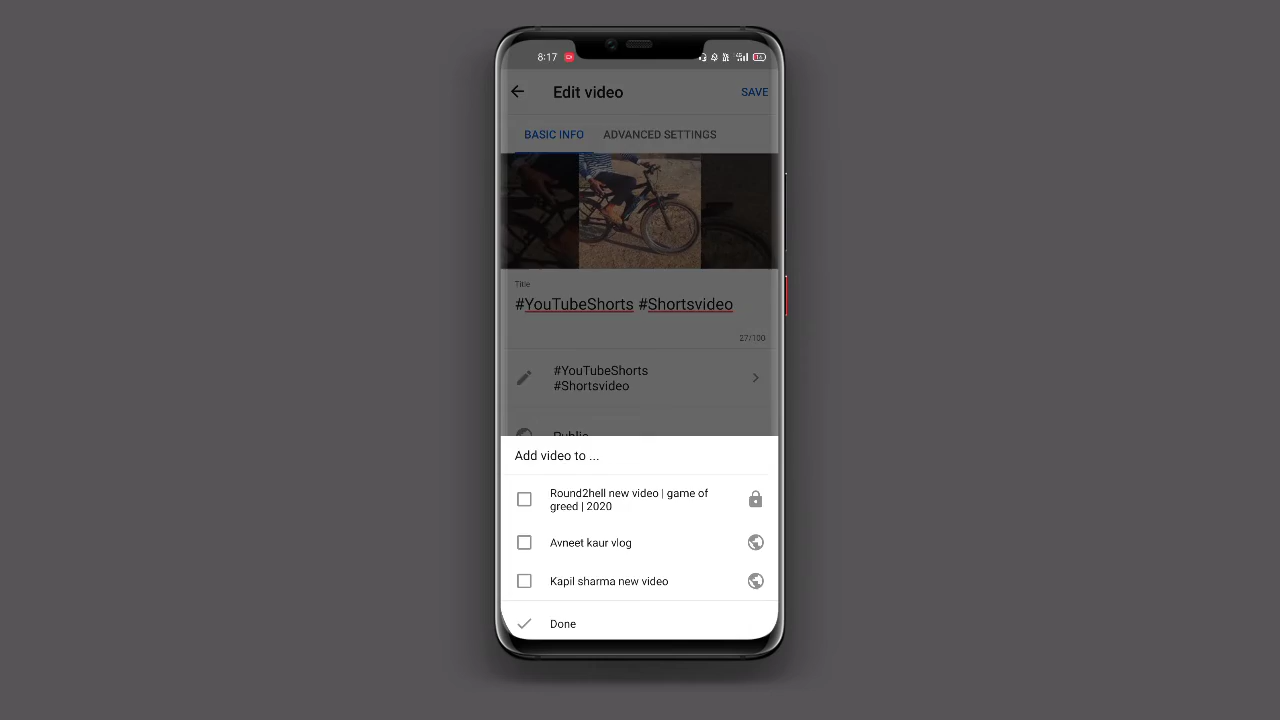 8:17
Edit video
SAVE
BASIC INFO
ADVANCED SETTINGS
Title
#YouTubeShorts #Shortsvideo
27/100
#YouTubeShorts
#Shortsvideo
Public
Add video to ...
Round2hell new video | game of
greed | 2020
Avneet kaur vlog
Kapil sharma new video
Done